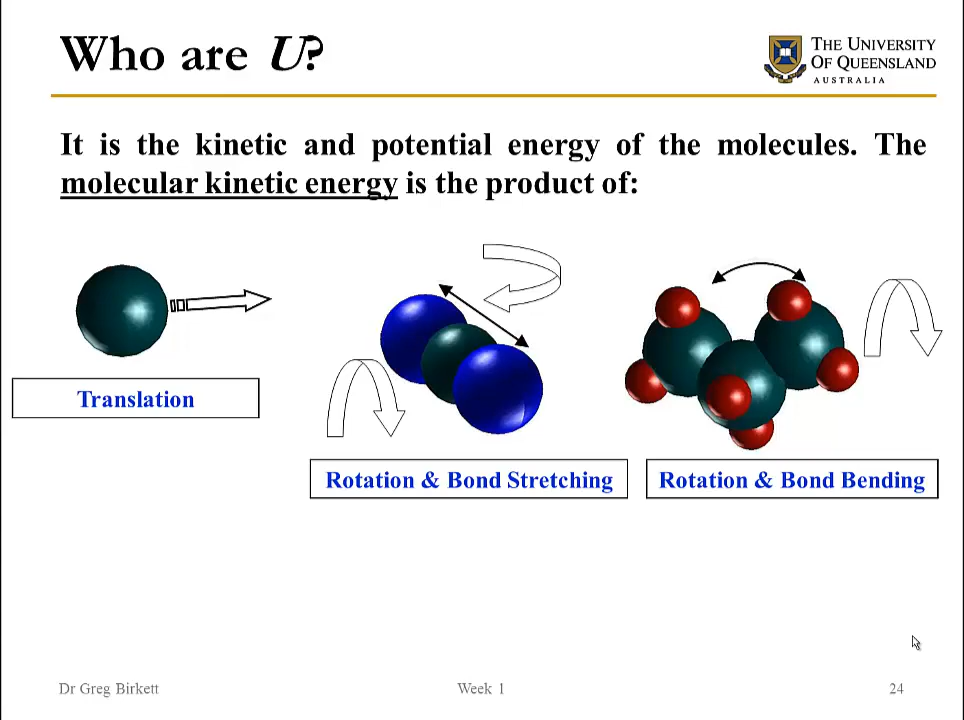 Who are U?
THE UNIVERSITY
OF QUEENSLAND
AUSTRALIA
It is the kinetic and potential energy of the molecules. The
molecular kinetic energy is the product of:
Translation
Rotation & Bond Stretching
Rotation & Bond Bending
Dr Greg Birkett
Week 1
24